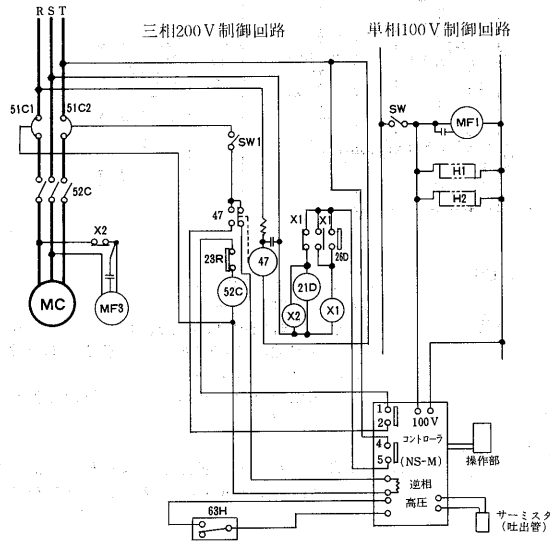 R S T
三相200V制御回路
単相100V制御回路
51C1
51C2
SW
MF1
SW1
H1
52C
H2
X2
47
X1
X1
23R
47
26D
21D
52C
MC
MF3
X2
X1
1
2
100V
コントローラ
4
5
(NS-M)
操作部
逆相
63H
高圧
サーミスタ
(吐出管)